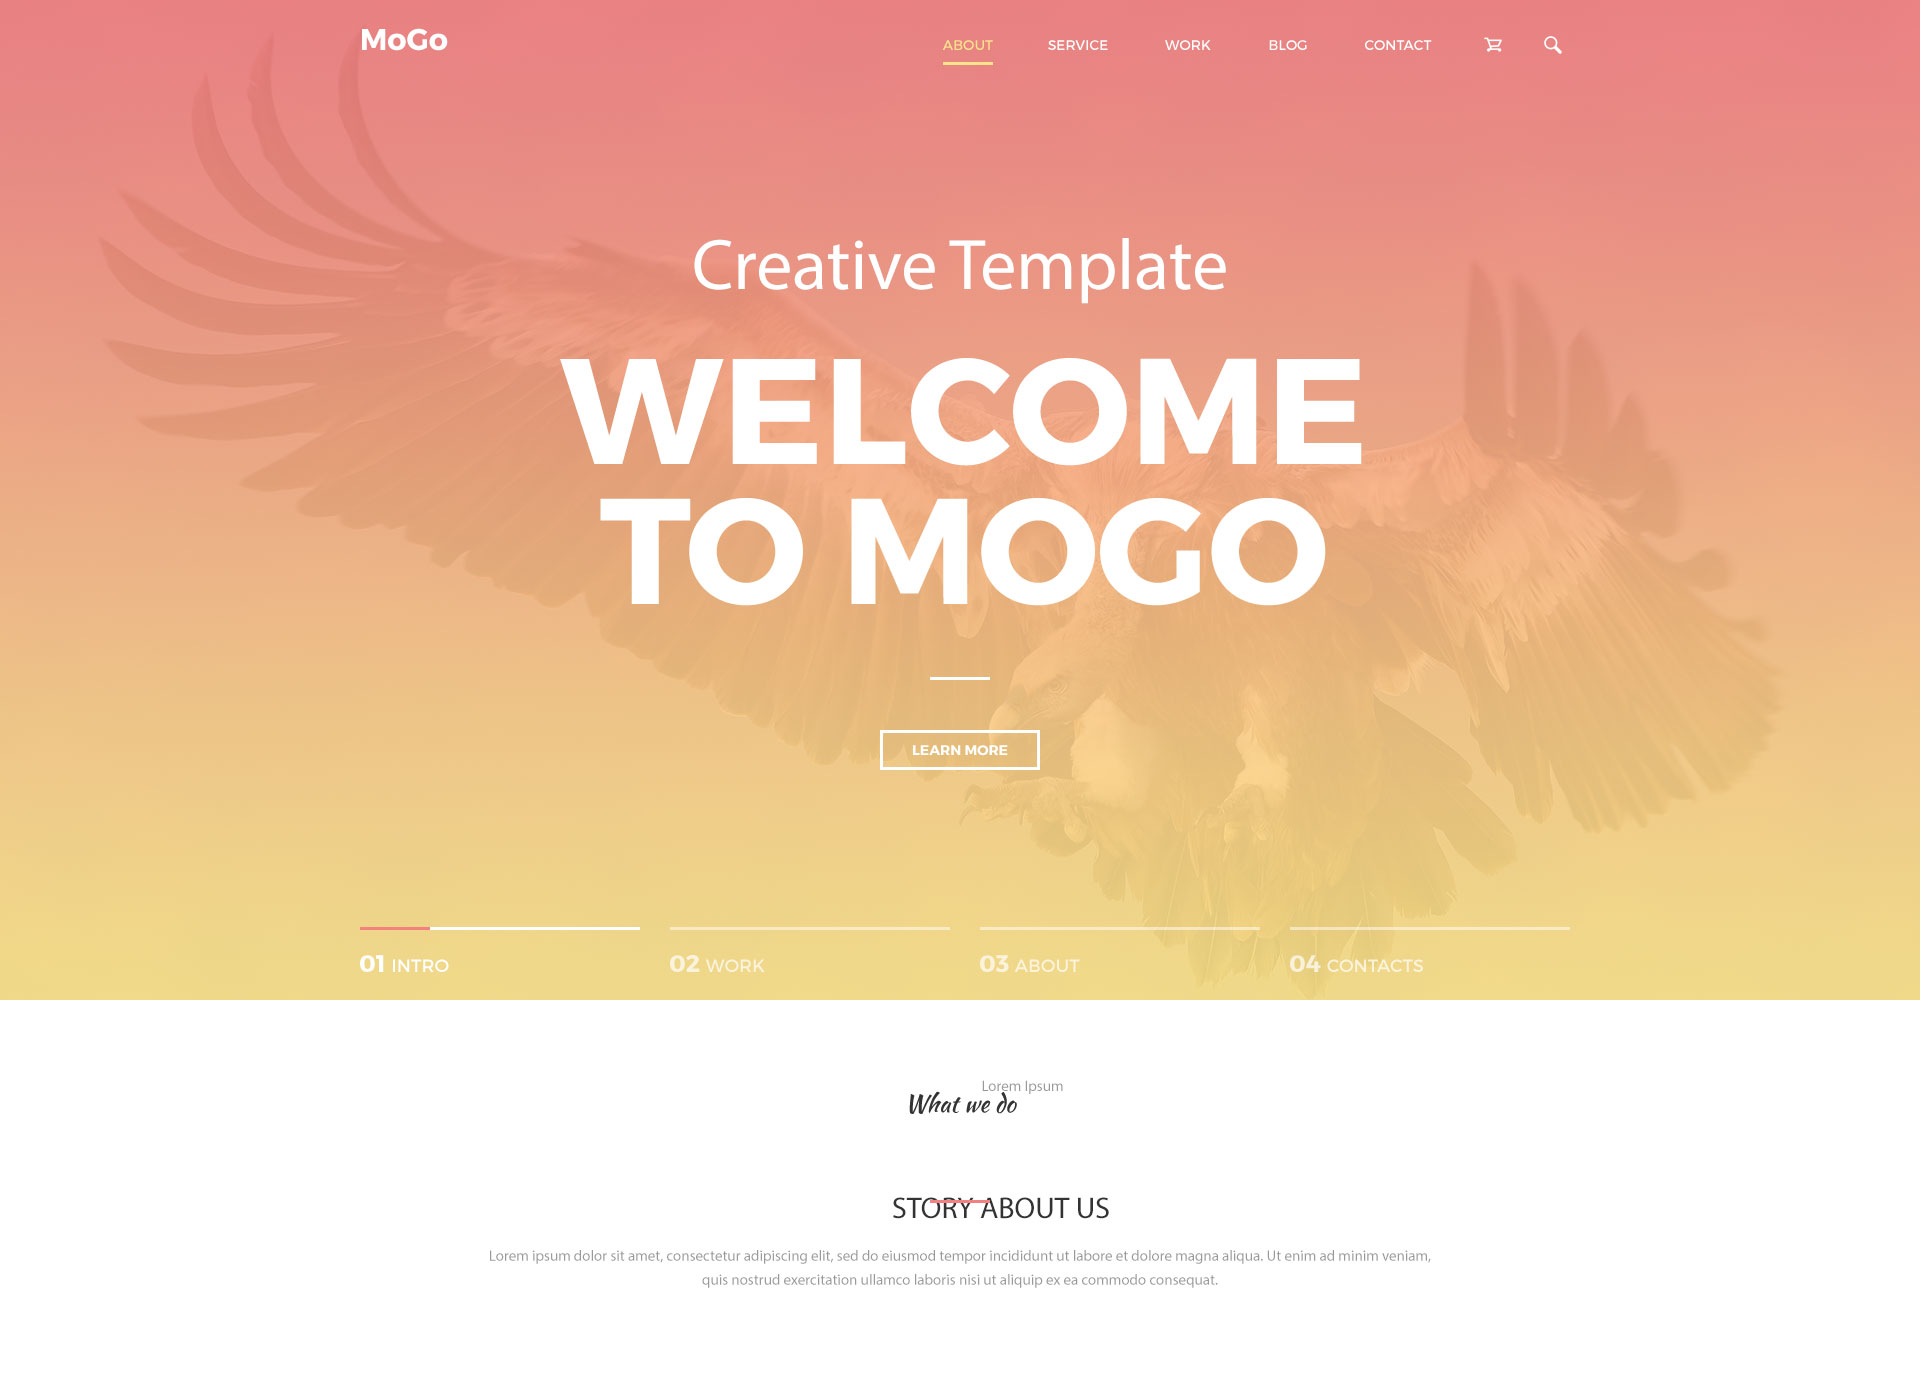 MoGo
ABOUT SERVICE WORK BLOG CONTACT
Creative Template
WELCOME
TO MOGO
LEARN MORE
01 INTRO
02 WORK
03 ABOUT
04 CONTACTS
Lorem Ipsum
What we do
STORY ABOUT US
Lorem ipsum dolor sit amet, consectetur adipiscing elit, sed do eiusmod tempor incididunt ut labore et dolore magna aliqua. Ut enim ad minim veniam,
quis nostrud exercitation ullamco laboris nisi ut aliquip ex ea commodo consequat.